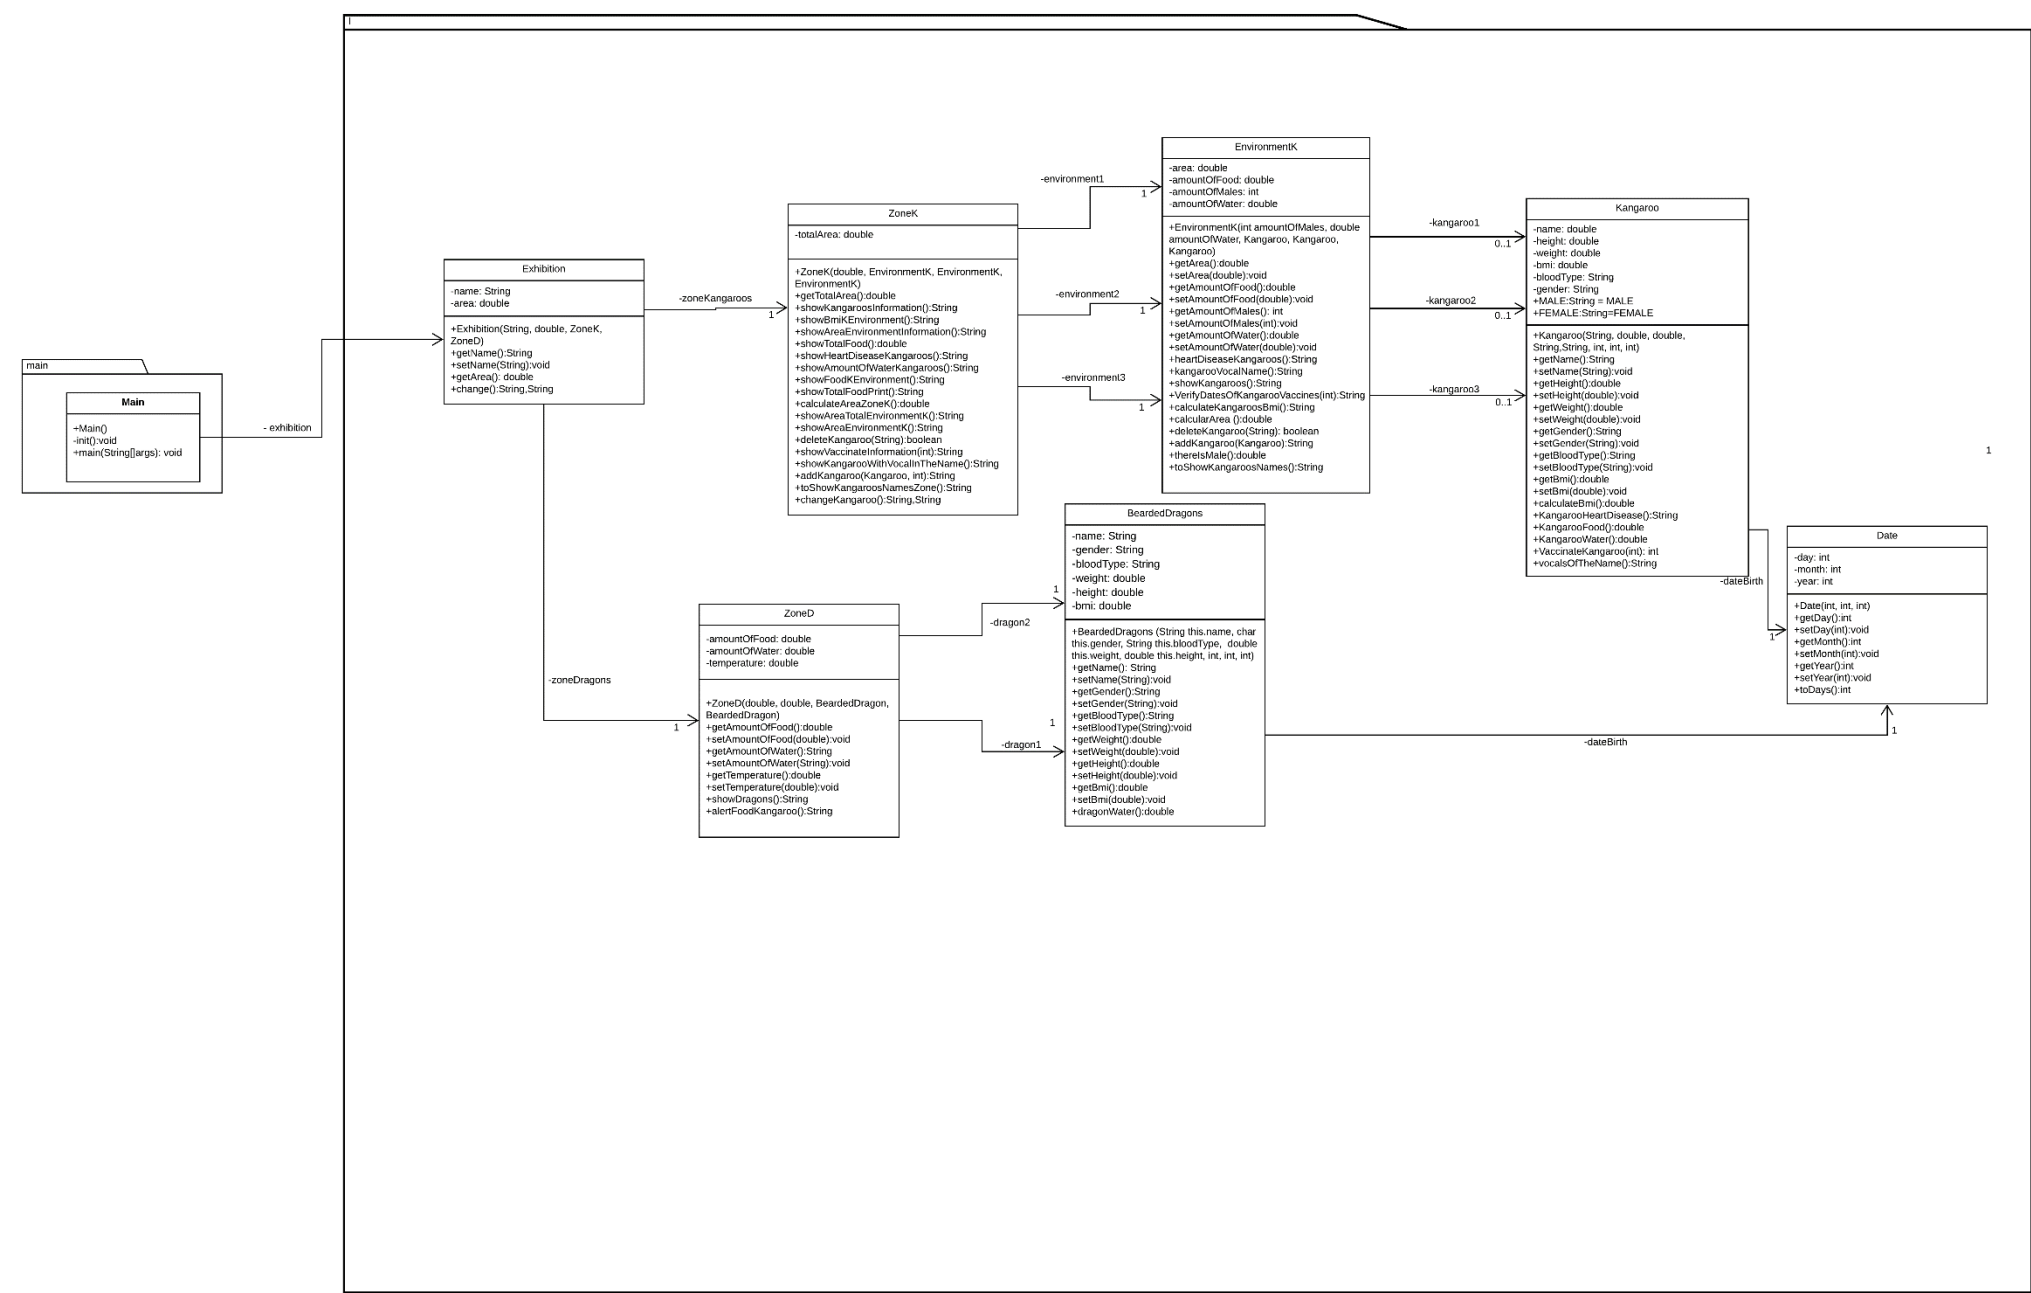 main
Main
+Main()
-init():void
+main(String[]args): void
- exhibition
Exhibition
-name: String
-area: double
+Exhibition(String, double, ZoneK,
ZoneD)
+getName():String
+setName(String):void
+getArea(): double
+change():String,String
-zoneKangaroos
1
-zoneDragons
1
ZoneK
-totalArea: double
+ZoneK(double, EnvironmentK, EnvironmentK,
EnvironmentK)
+getTotalArea():double
+showKangaroosInformation():String
+showBmiKEnvironment():String
+showAreaEnvironmentInformation():String
+showTotalFood():double
+showHeartDiseaseKangaroos():String
+showAmountOfWaterKangaroos():String
+showFoodKEnvironment():String
+showTotalFoodPrint():String
+calculateAreaZoneK():double
+showAreaTotalEnvironmentK():String
+showAreaEnvironmentK():String
+deleteKangaroo(String):boolean
+showVaccinateInformation(int):String
+showKangarooWithVocalInTheName():String
+addKangaroo(Kangaroo, int):String
+toShowKangaroosNamesZone():String
+changeKangaroo():String,String
-environment1
1
-environment2
1
-environment3
1
EnvironmentK
-area: double
-amountOfFood: double
-amountOfMales: int
-amountOfWater: double
+EnvironmentK(int amountOfMales, double
amountOfWater, Kangaroo, Kangaroo,
Kangaroo)
+getArea():double
+setArea(double):void
+getAmountOfFood():double
+setAmountOfFood(double):void
+getAmountOfMales(): int
+setAmountOfMales(int):void
+getAmountOfWater():double
+setAmountOfWater(double):void
+heartDiseaseKangaroos():String
+kangarooVocalName():String
+showKangaroos():String
+VerifyDatesOfKangarooVaccines(int):String
+calculateKangaroosBmi():String
+calcularArea ():double
+deleteKangaroo(String): boolean
+addKangaroo(Kangaroo):String
+thereIsMale():double
+toShowKangaroosNames():String
-kangaroo1
0..1
-kangaroo2
0..1
-kangaroo3
0..1
Kangaroo
-name: double
-height: double
-weight: double
-bmi: double
-bloodType: String
-gender: String
+MALE:String = MALE
+FEMALE:String=FEMALE
+Kangaroo(String, double, double,
String,String, int, int, int)
+getName():String
+setName(String):void
+getHeight():double
+setHeight(double):void
+getWeight():double
+setWeight(double):void
+getGender():String
+setGender(String):void
+getBloodType():String
+setBloodType(String):void
+getBmi():double
+setBmi(double):void
+calculateBmi():double
+KangarooHeartDisease():String
+KangarooFood():double
+KangarooWater():double
+VaccinateKangaroo(int): int
+vocalsOfTheName():String
1
-dateBirth
1
Date
-day: int
-month: int
-year: int
+Date(int, int, int)
+getDay():int
+setDay(int):void
+getMonth():int
+setMonth(int):void
+getYear():int
+setYear(int):void
+toDays():int
ZoneD
-amountOfFood: double
-amountOfWater: double
-temperature: double
+ZoneD(double, double, BeardedDragon,
BeardedDragon)
+getAmountOfFood():double
+setAmountOfFood(double):void
+getAmountOfWater():String
+setAmountOfWater(String):void
+getTemperature():double
+setTemperature(double):void
+showDragons():String
+alertFoodKangaroo():String
1
-dragon2
1
-dragon1
BeardedDragons
-name: String
-gender: String
-bloodType: String
-weight: double
-height: double
-bmi: double
+BeardedDragons (String this.name, char
this.gender, String this.bloodType, double
this.weight, double this.height, int, int, int)
+getName(): String
+setName(String):void
+getGender():String
+setGender(String):void
+getBloodType():String
+setBloodType(String):void
+getWeight():double
+setWeight(double):void
+getHeight():double
+setHeight(double):void
+getBmi():double
+setBmi(double):void
+dragonWater():double
-dateBirth
1